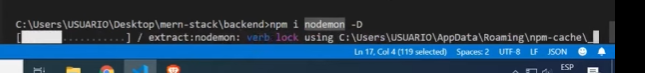 C:\Users\USUARIO\Desktop\mern-stack\backend>npm i nodemon -D
[      ...........] / extract:nodemon: verb lock using C:\Users\USUARIO\AppData\Roaming\npm-cache\_
Ln 17, Col 4 (119 selected) Spaces: 2 UTF-8 LF JSON
ESP